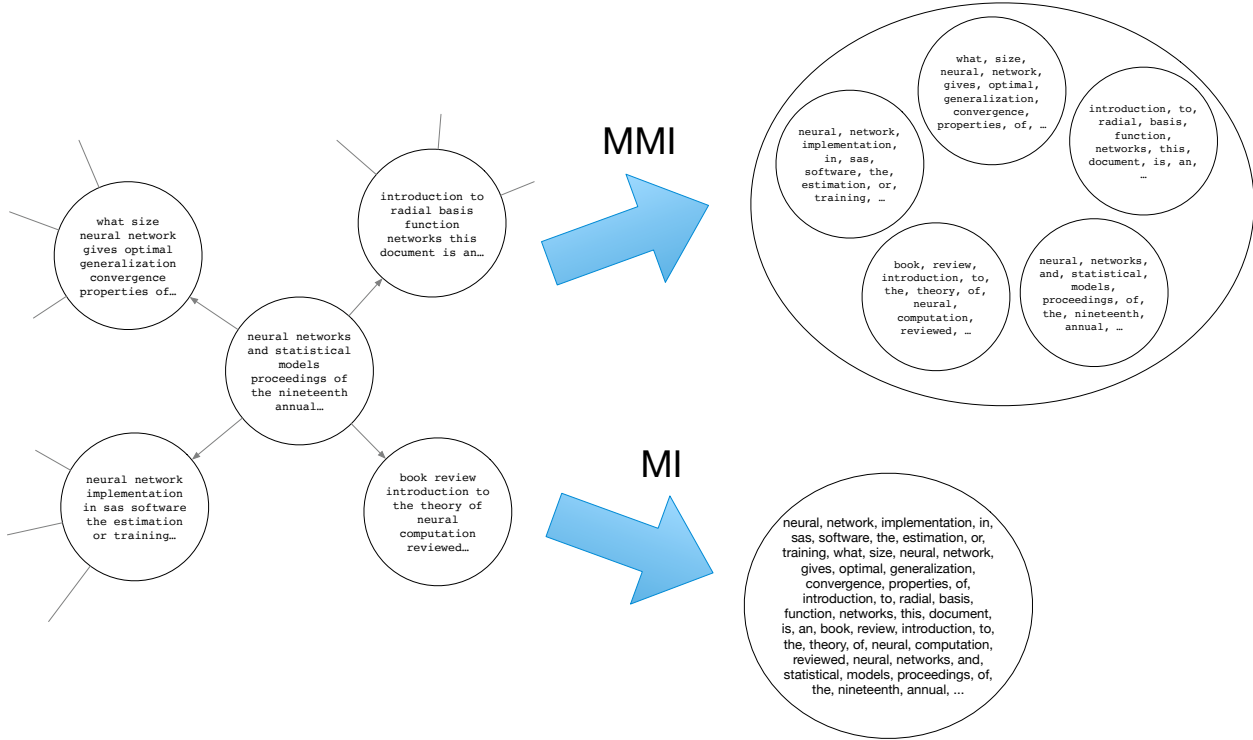 what size
neural network
gives optimal
generalization
convergence
properties of…
introduction to
radial basis
function
networks this
document is an…
neural networks
and statistical
models
proceedings of
the nineteenth
annual…
neural network
implementation
in sas software
the estimation
or training…
book review
introduction to
the theory of
neural
computation
reviewed…
MMI
what, size,
neural, network,
gives, optimal,
generalization,
convergence,
properties, of, …
neural, network,
implementation,
in, sas,
software, the,
estimation, or,
training, …
introduction, to,
radial, basis,
function,
networks, this,
document, is, an,
…
book, review,
introduction, to,
the, theory, of,
neural,
computation,
reviewed, …
neural, networks,
and, statistical,
models,
proceedings, of,
the, nineteenth,
annual, …
MI
neural, network, implementation, in,
sas, software, the, estimation, or,
training, what, size, neural, network,
gives, optimal, generalization,
convergence, properties, of,
introduction, to, radial, basis,
function, networks, this, document,
is, an, book, review, introduction, to,
the, theory, of, neural, computation,
reviewed, neural, networks, and,
statistical, models, proceedings, of,
the, nineteenth, annual, ...